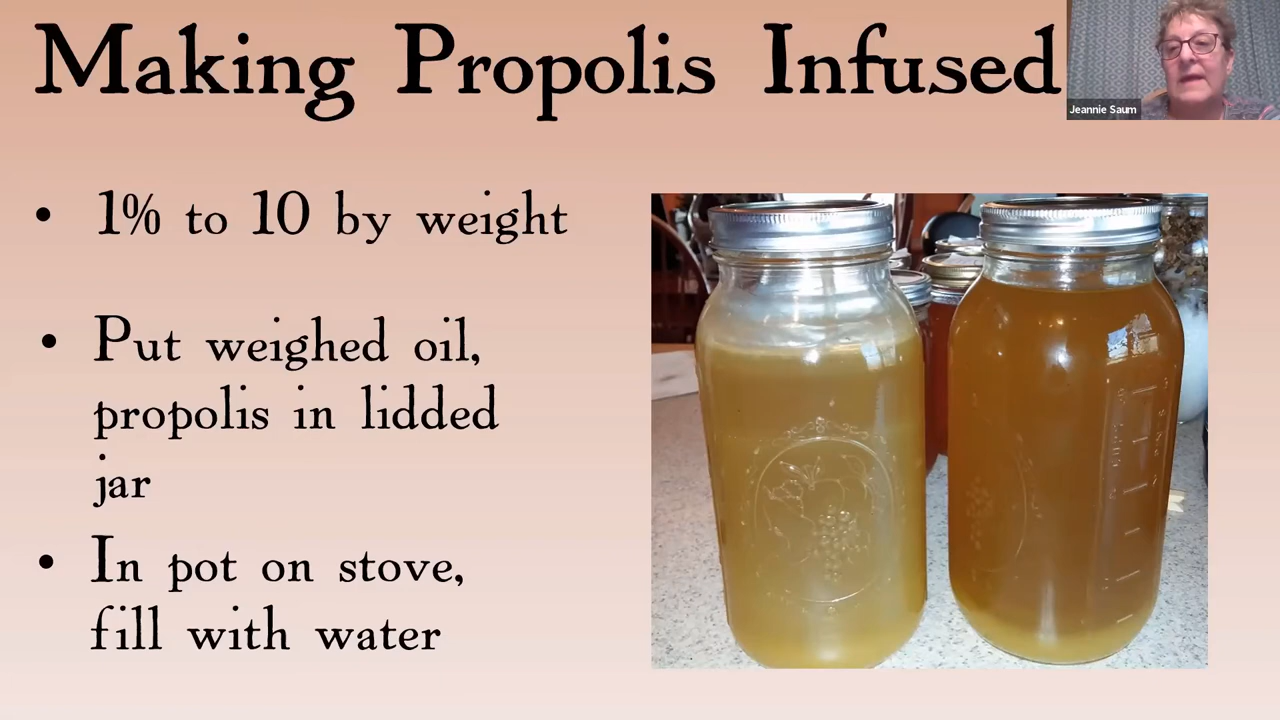 Making Propolis Infused
Jeannie Saum
• 1% to 10 by weight
• Put weighed oil,
propolis in lidded
jar
• In pot on stove,
fill with water